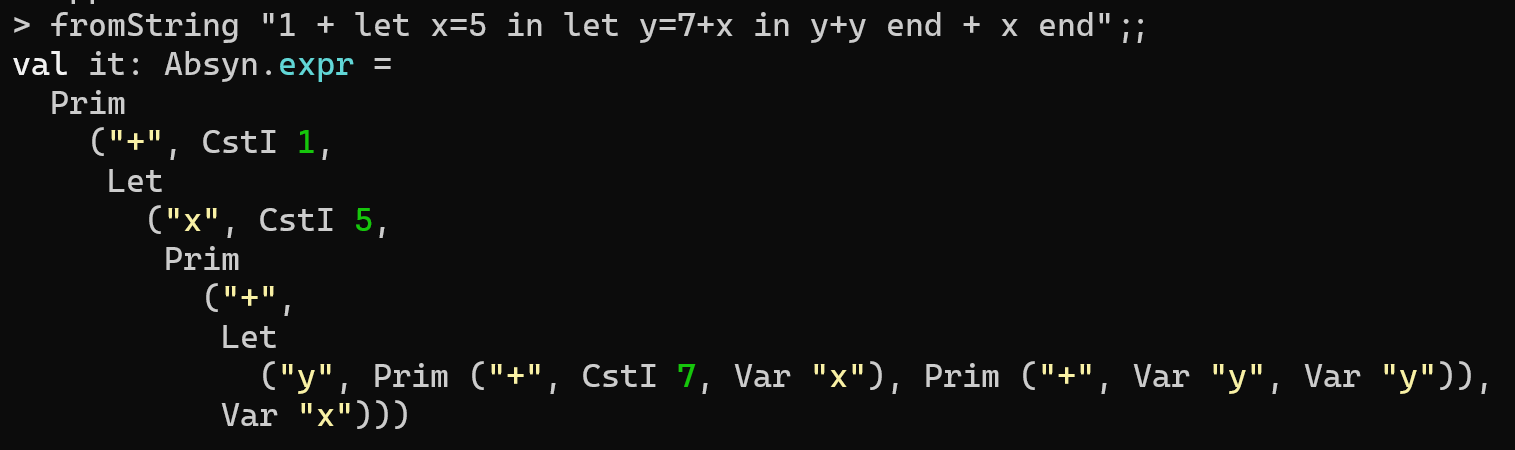 > fromString "1 + let x=5 in let y=7+x in y+y end + x end";;
val it: Absyn.expr =
  Prim
    ("+", CstI 1,
     Let
       ("x", CstI 5,
        Prim
          ("+",
           Let
             ("y", Prim ("+", CstI 7, Var "x"), Prim ("+", Var "y", Var "y")),
           Var "x")))